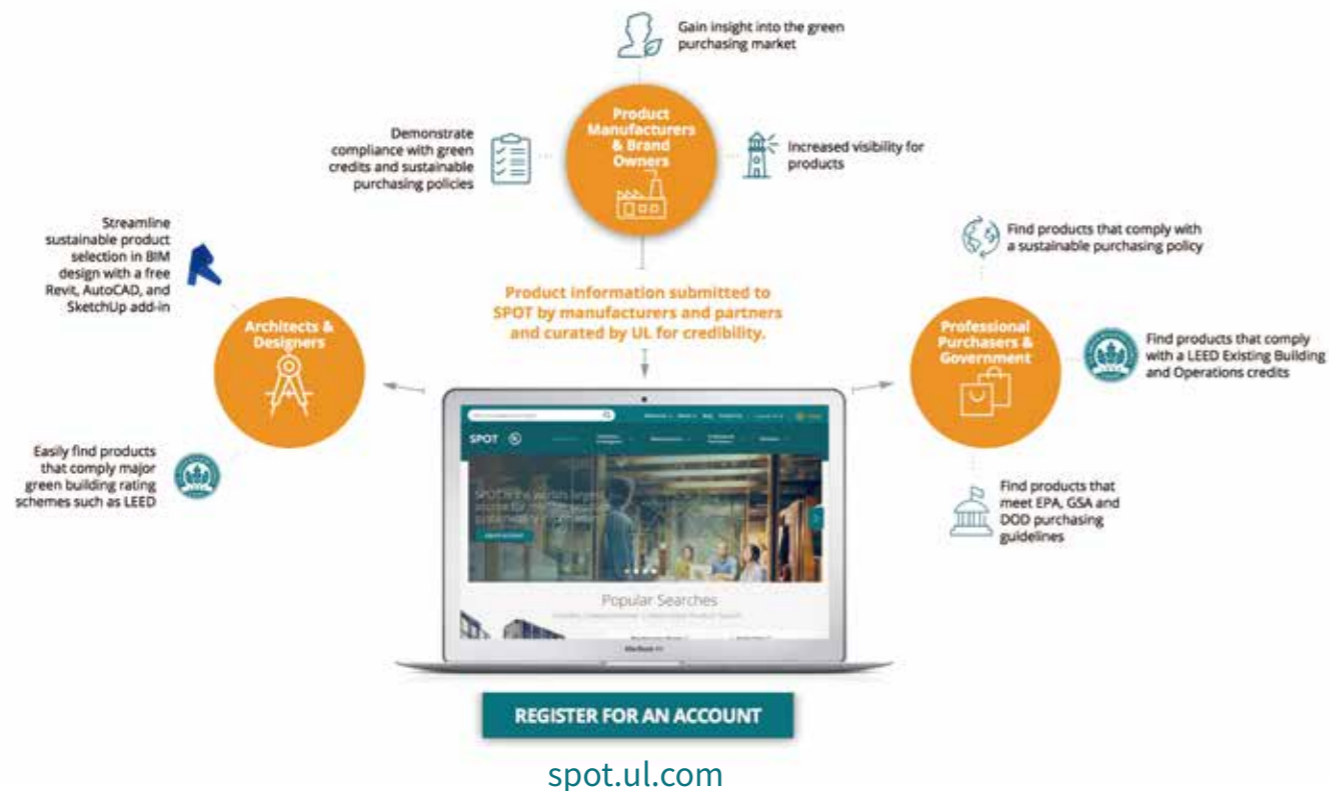 Gain insight into the green
purchasing market
Product
Manufacturers
& Brand
Owners
Demonstrate
compliance with green
credits and sustainable
purchasing policies
Increased visibility for
products
Streamline
sustainable product
selection in BIM
design with a free
Revit, AutoCAD, and
SketchUp add-in
Find products that comply with
a sustainable purchasing policy
Product information submitted to
SPOT by manufacturers and partners
and curated by UL for credibility.
Architects &
Designers
Professional
Purchasers &
Government
Find products that comply
with a LEED Existing Building
and Operations credits
Easily find products
that comply major
green building rating
schemes such as LEED
Find products that
meet EPA, GSA and
DOD purchasing
guidelines
SPOT
Popular Searches
MacBook Air
REGISTER FOR AN ACCOUNT
spot.ul.com